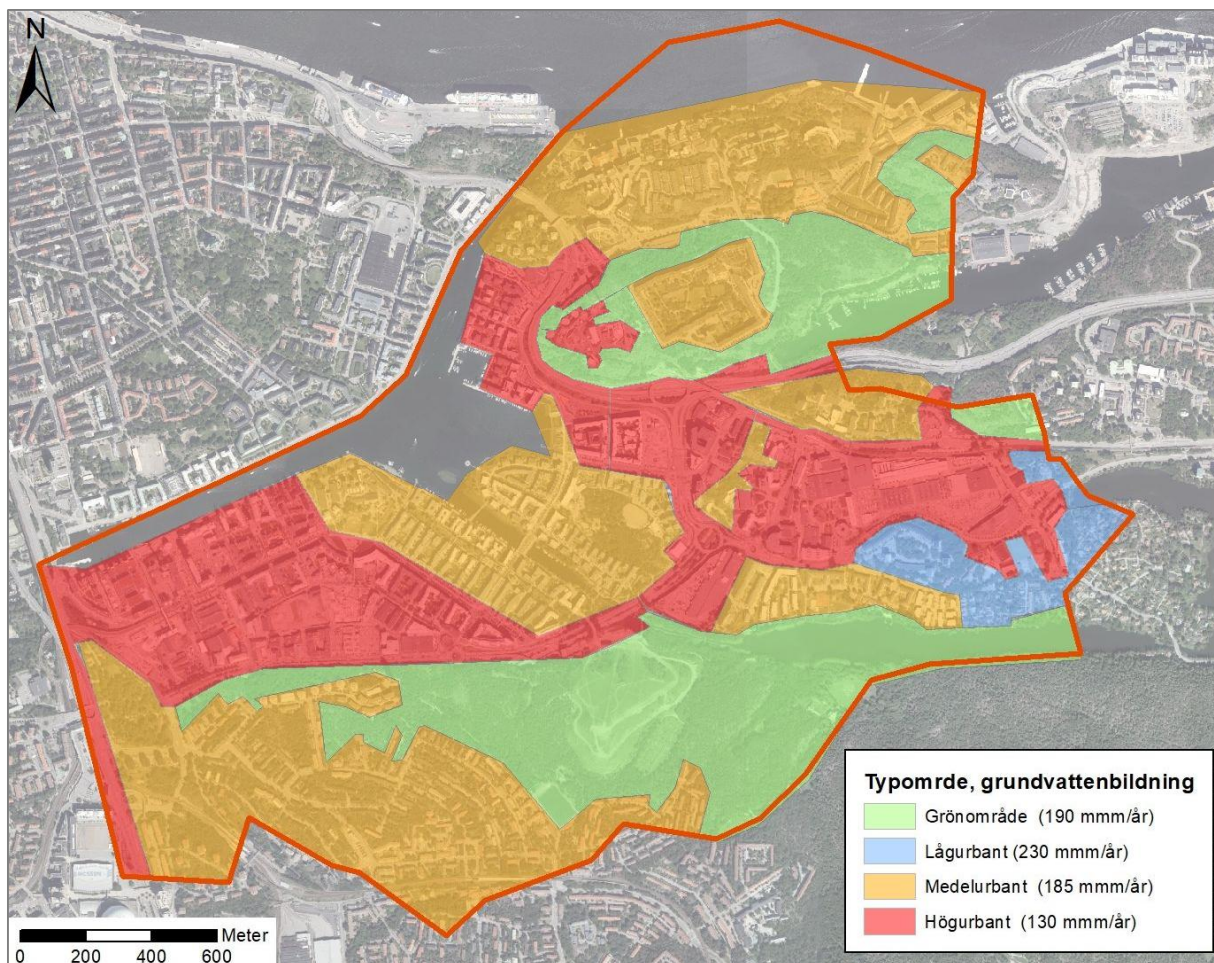 N
Typomrde, grundvattenbildning
Grönområde (190 mmm/år)
Lågurbant (230 mmm/år)
Medelurbant (185 mmm/år)
Högurbant (130 mmm/år)
Meter
0 200 400 600